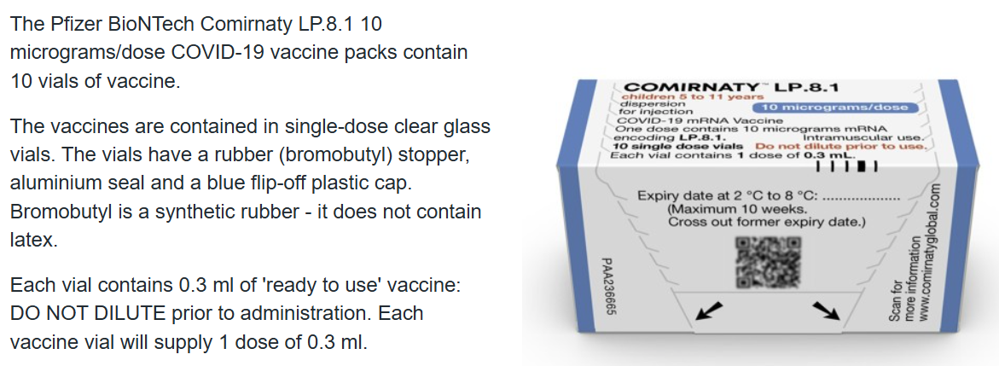 The Pfizer BioNTech Comirnaty LP.8.1 10
micrograms/dose COVID-19 vaccine packs contain
10 vials of vaccine.
The vaccines are contained in single-dose clear glass
vials. The vials have a rubber (bromobutyl) stopper,
aluminium seal and a blue flip-off plastic cap.
Bromobutyl is a synthetic rubber - it does not contain
latex.
Each vial contains 0.3 ml of 'ready to use' vaccine:
DO NOT DILUTE prior to administration. Each
vaccine vial will supply 1 dose of 0.3 ml.
COMIRNATY™ LP.8.1
children 5 to 11 years
dispersion
for injection
10 micrograms/dose
COVID-19 mRNA Vaccine
One dose contains 10 micrograms mRNA
encoding LP.8.1. Intramuscular use.
10 single dose vials Do not dilute prior to use.
Each vial contains 1 dose of 0.3 mL.
Expiry date at 2 °C to 8 °C: ...................
(Maximum 10 weeks.
Cross out former expiry date.)
PAA236665
Scan for
more information
www.comirnatyglobal.com